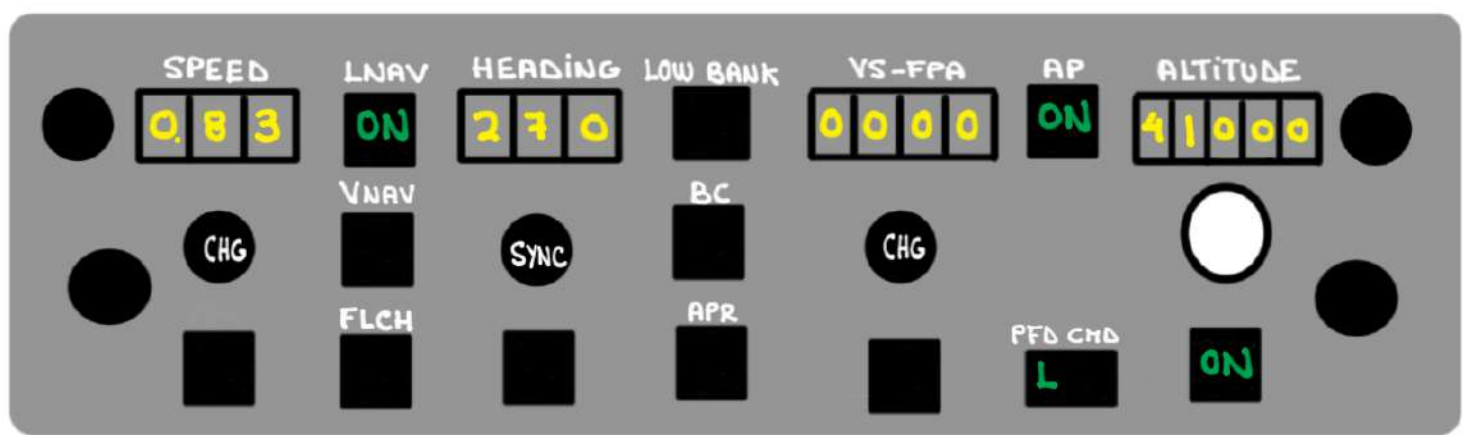 SPEED LNAV HEADING LOW BANK VS-FPA AP ALTITUDE
0.83 ON 270 0000 ON 41000
VNAV BC
CHG SYNC CHG
FLCH APR
PFD CMD
L ON